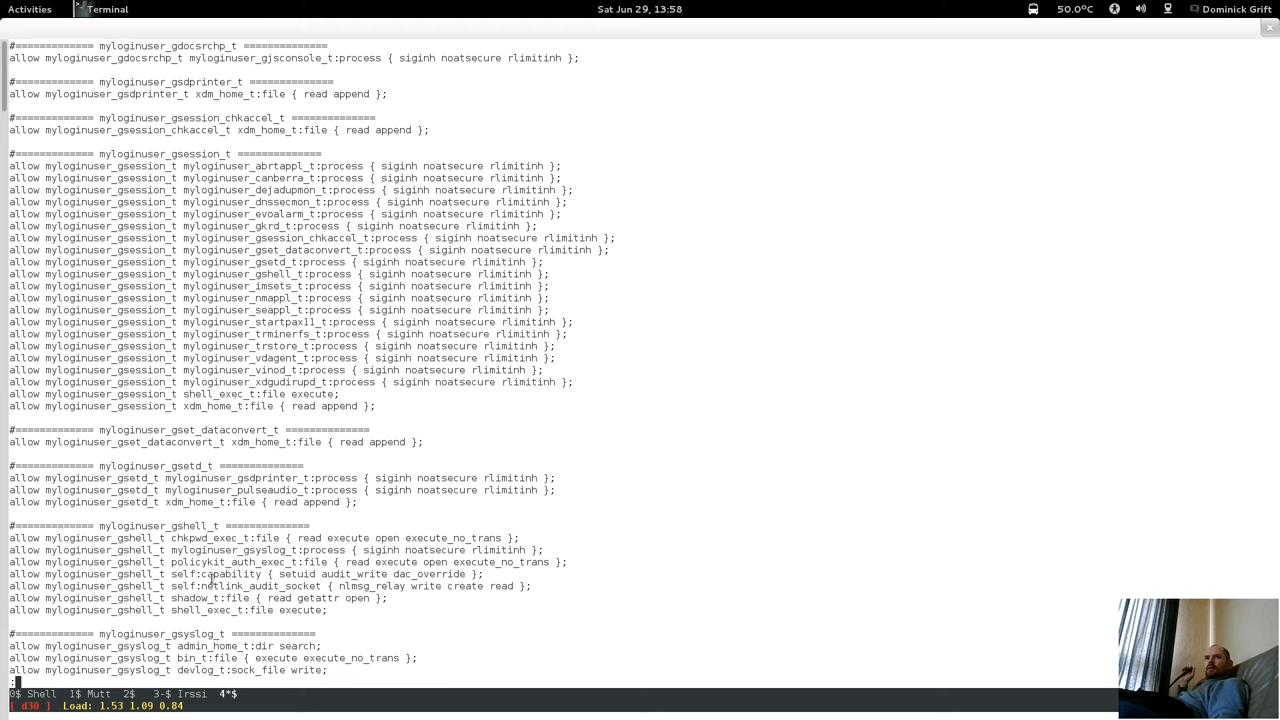 Activities Terminal Sat Jun 29, 13:58 50.0°C Dominick Grift
#============= myloginuser_gdocsrchp_t ==============
allow myloginuser_gdocsrchp_t myloginuser_gjsconsole_t:process { siginh noatsecure rlimitinh };
#============= myloginuser_gsdprinter_t ==============
allow myloginuser_gsdprinter_t xdm_home_t:file { read append };
#============= myloginuser_gsession_chkaccel_t ==============
allow myloginuser_gsession_chkaccel_t xdm_home_t:file { read append };
#============= myloginuser_gsession_t ==============
allow myloginuser_gsession_t myloginuser_abrtappl_t:process { siginh noatsecure rlimitinh };
allow myloginuser_gsession_t myloginuser_canberra_t:process { siginh noatsecure rlimitinh };
allow myloginuser_gsession_t myloginuser_dejadupmon_t:process { siginh noatsecure rlimitinh };
allow myloginuser_gsession_t myloginuser_dnssecmon_t:process { siginh noatsecure rlimitinh };
allow myloginuser_gsession_t myloginuser_evoalarm_t:process { siginh noatsecure rlimitinh };
allow myloginuser_gsession_t myloginuser_gkrd_t:process { siginh noatsecure rlimitinh };
allow myloginuser_gsession_t myloginuser_gsession_chkaccel_t:process { siginh noatsecure rlimitinh };
allow myloginuser_gsession_t myloginuser_gset_dataconvert_t:process { siginh noatsecure rlimitinh };
allow myloginuser_gsession_t myloginuser_gsetd_t:process { siginh noatsecure rlimitinh };
allow myloginuser_gsession_t myloginuser_gshell_t:process { siginh noatsecure rlimitinh };
allow myloginuser_gsession_t myloginuser_imsets_t:process { siginh noatsecure rlimitinh };
allow myloginuser_gsession_t myloginuser_nmappl_t:process { siginh noatsecure rlimitinh };
allow myloginuser_gsession_t myloginuser_seappl_t:process { siginh noatsecure rlimitinh };
allow myloginuser_gsession_t myloginuser_startpax11_t:process { siginh noatsecure rlimitinh };
allow myloginuser_gsession_t myloginuser_trminerfs_t:process { siginh noatsecure rlimitinh };
allow myloginuser_gsession_t myloginuser_trstore_t:process { siginh noatsecure rlimitinh };
allow myloginuser_gsession_t myloginuser_vdagent_t:process { siginh noatsecure rlimitinh };
allow myloginuser_gsession_t myloginuser_vinod_t:process { siginh noatsecure rlimitinh };
allow myloginuser_gsession_t myloginuser_xdgudirupd_t:process { siginh noatsecure rlimitinh };
allow myloginuser_gsession_t shell_exec_t:file execute;
allow myloginuser_gsession_t xdm_home_t:file { read append };
#============= myloginuser_gset_dataconvert_t ==============
allow myloginuser_gset_dataconvert_t xdm_home_t:file { read append };
#============= myloginuser_gsetd_t ==============
allow myloginuser_gsetd_t myloginuser_gsdprinter_t:process { siginh noatsecure rlimitinh };
allow myloginuser_gsetd_t myloginuser_pulseaudio_t:process { siginh noatsecure rlimitinh };
allow myloginuser_gsetd_t xdm_home_t:file { read append };
#============= myloginuser_gshell_t ==============
allow myloginuser_gshell_t chkpwd_exec_t:file { read execute open execute_no_trans };
allow myloginuser_gshell_t myloginuser_gsyslog_t:process { siginh noatsecure rlimitinh };
allow myloginuser_gshell_t policykit_auth_exec_t:file { read execute open execute_no_trans };
allow myloginuser_gshell_t self:capability { setuid audit_write dac_override };
allow myloginuser_gshell_t self:netlink_audit_socket { nlmsg_relay write create read };
allow myloginuser_gshell_t shadow_t:file { read getattr open };
allow myloginuser_gshell_t shell_exec_t:file execute;
#============= myloginuser_gsyslog_t ==============
allow myloginuser_gsyslog_t admin_home_t:dir search;
allow myloginuser_gsyslog_t bin_t:file { execute execute_no_trans };
allow myloginuser_gsyslog_t devlog_t:sock_file write;
:
0$ Shell 1$ Mutt 2$ 3-$ Irssi 4*$
[ d30 ] Load: 1.53 1.09 0.84